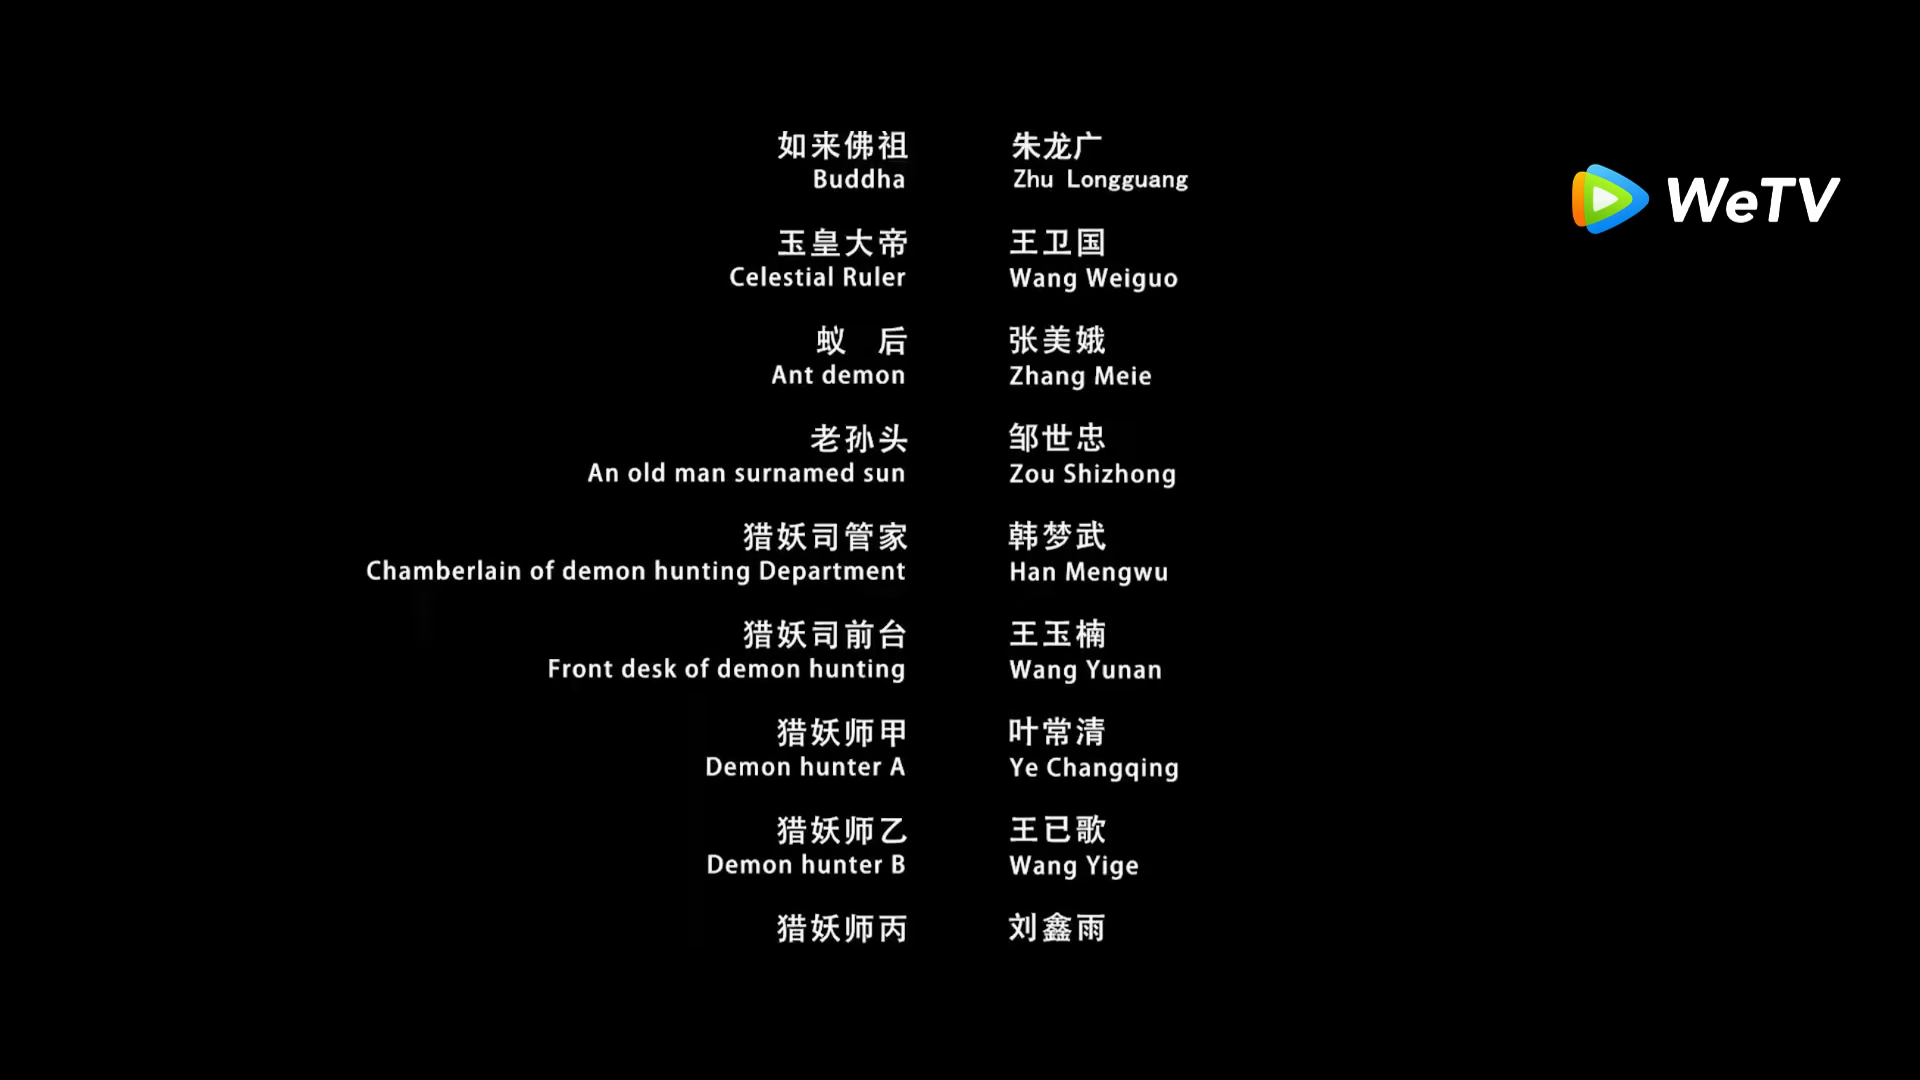 如来佛祖 朱龙广
Buddha Zhu Longguang
WeTV
玉皇大帝 王卫国
Celestial Ruler Wang Weiguo
蚁 后 张美娥
Ant demon Zhang Meie
老孙头 邹世忠
An old man surnamed sun Zou Shizhong
猎妖司管家 韩梦武
Chamberlain of demon hunting Department Han Mengwu
猎妖司前台 王玉楠
Front desk of demon hunting Wang Yunan
猎妖师甲 叶常清
Demon hunter A Ye Changqing
猎妖师乙 王已歌
Demon hunter B Wang Yige
猎妖师丙 刘鑫雨